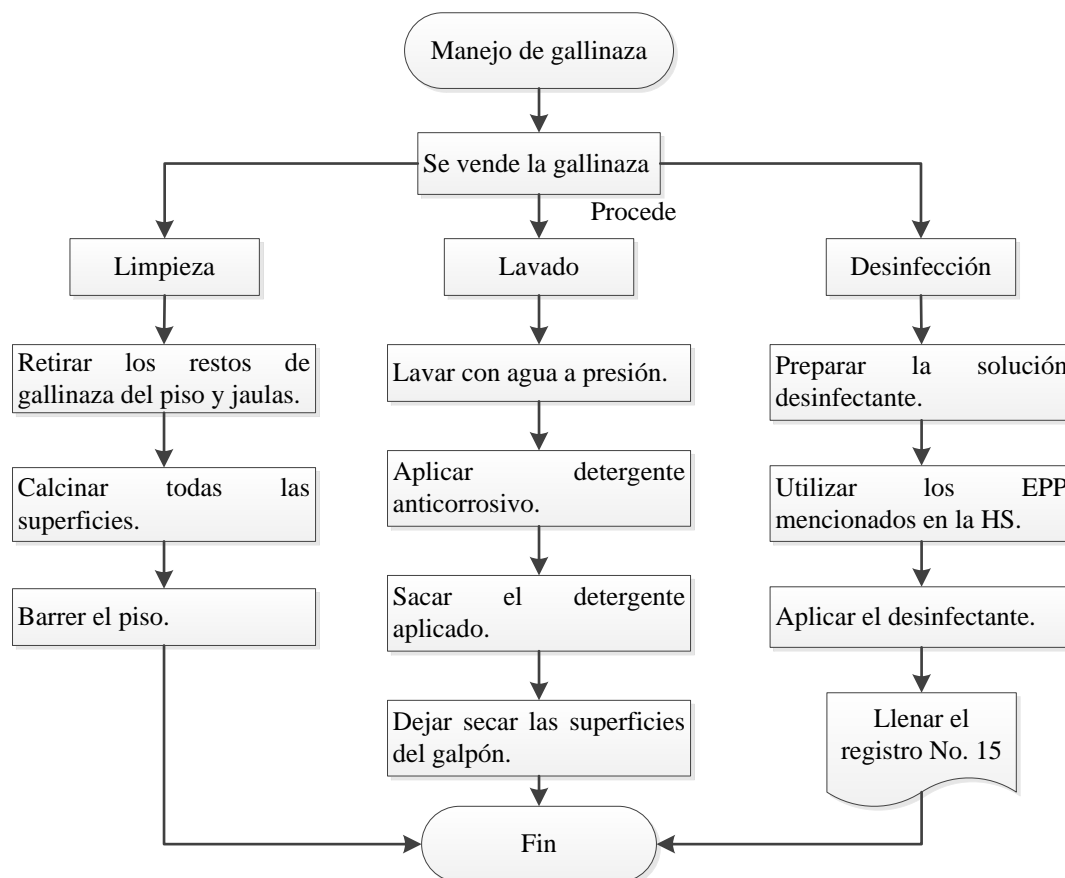 Manejo de gallinaza
Se vende la gallinaza
Procede
Limpieza
Lavado
Desinfección
Retirar los restos de
gallinaza del piso y jaulas.
Lavar con agua a presión.
Preparar la solución
desinfectante.
Calcinar todas las
superficies.
Aplicar detergente
anticorrosivo.
Utilizar los EPP
mencionados en la HS.
Barrer el piso.
Sacar el detergente
aplicado.
Aplicar el desinfectante.
Dejar secar las superficies
del galpón.
Llenar el
registro No. 15
Fin